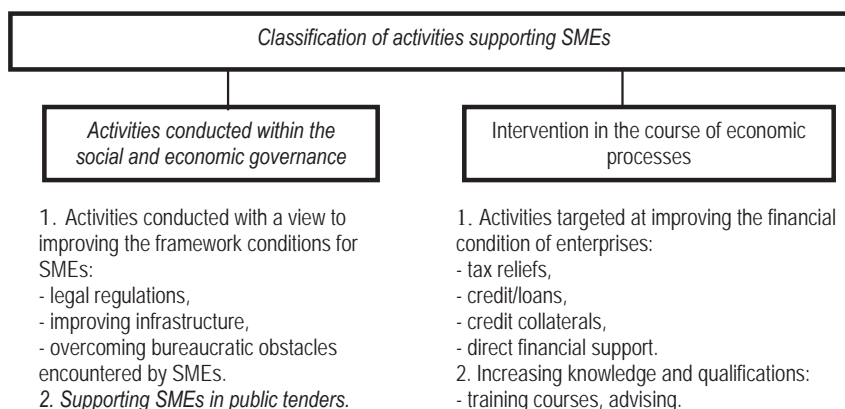 Classification of activities supporting SMEs
Activities conducted within the
social and economic governance
1. Activities conducted with a view to
improving the framework conditions for
SMEs:
- legal regulations,
- improving infrastructure,
- overcoming bureaucratic obstacles
encountered by SMEs.
2. Supporting SMEs in public tenders.
Intervention in the course of economic
processes
1. Activities targeted at improving the financial
condition of enterprises:
- tax reliefs,
- credit/loans,
- credit collaterals,
- direct financial support.
2. Increasing knowledge and qualifications:
- training courses, advising.